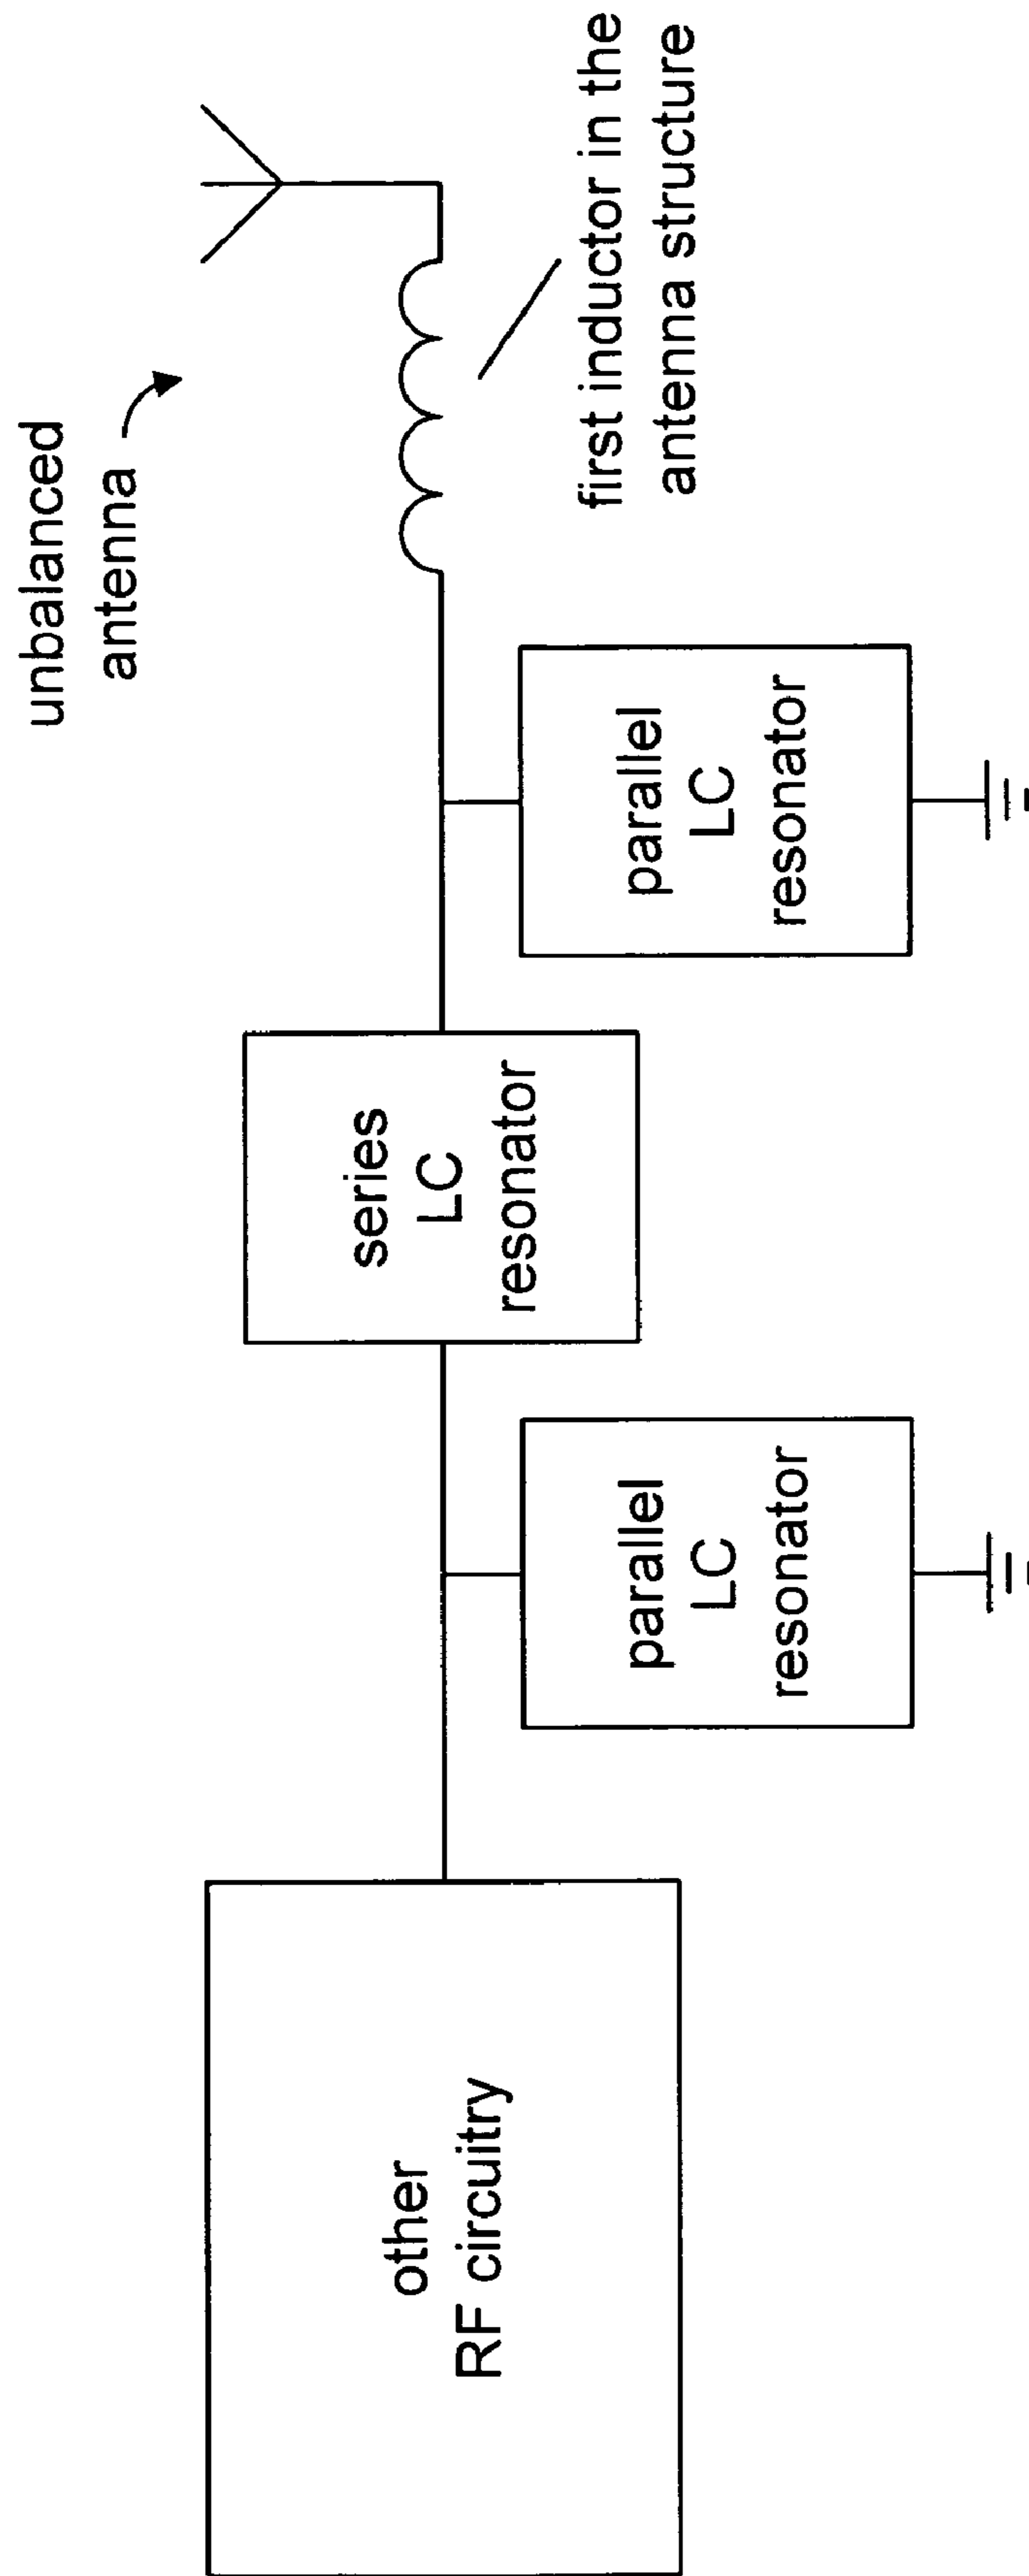 unbalanced
antenna
first inductor in the
antenna structure
series
LC
resonator
parallel
LC
resonator
parallel
LC
resonator
other
RF circuitry